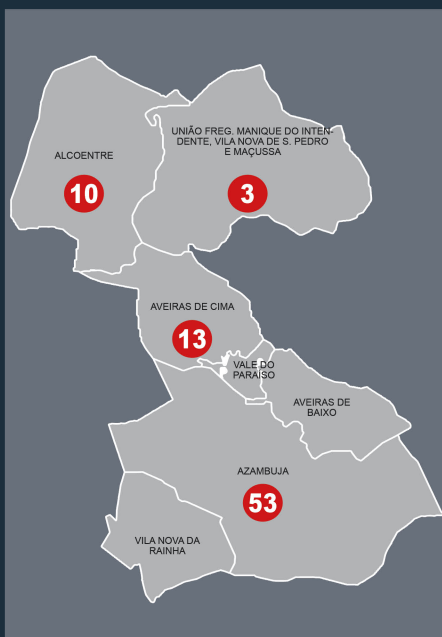 UNIÃO FREG. MANIQUE DO INTEN-
DENTE, VILA NOVA DE S. PEDRO
E MAÇUSSA
ALCOENTRE
10
3
AVEIRAS DE CIMA
13
VALE DO
PARAÍSO
AVEIRAS DE
BAIXO
AZAMBUJA
53
VILA NOVA DA
RAINHA